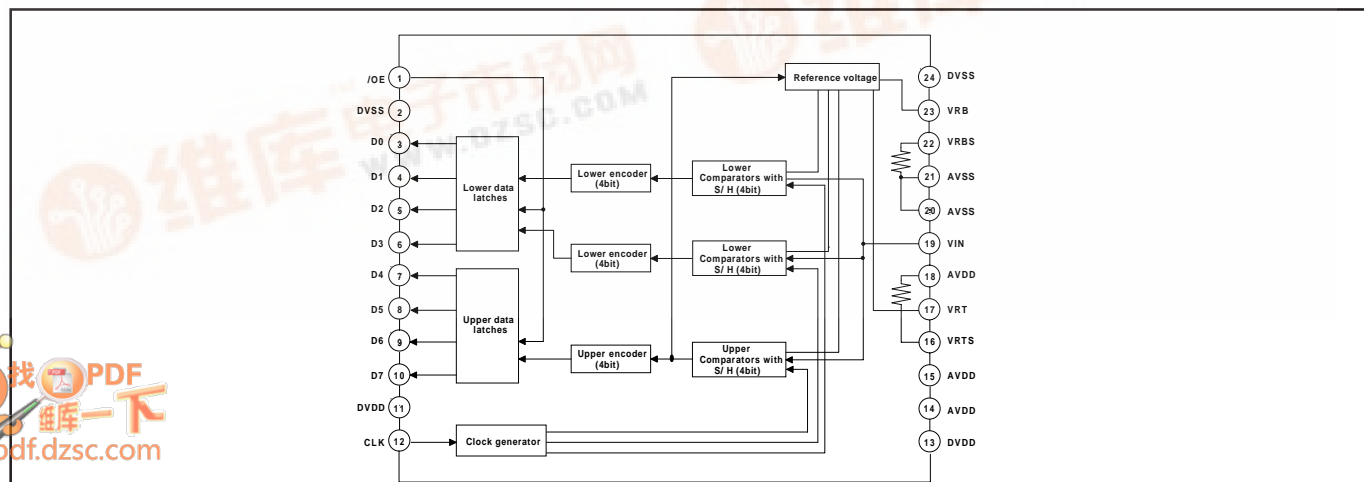 维库电子市场网
WWW.DZSC.COM
/OE 1
DVSS 2
D0 3
D1 4
D2 5
D3 6
D4 7
D5 8
D6 9
D7 10
DVDD 11
CLK 12
Lower data
latches
Upper data
latches
Clock generator
Lower encoder
(4bit)
Lower encoder
(4bit)
Upper encoder
(4bit)
Reference voltage
Lower
Comparators with
S/ H (4bit)
Lower
Comparators with
S/ H (4bit)
Upper
Comparators with
S/ H (4bit)
24 DVSS
23 VRB
22 VRBS
21 AVSS
20 AVSS
19 VIN
18 AVDD
17 VRT
16 VRTS
15 AVDD
14 AVDD
13 DVDD
找 PDF
维库一下
pdf.dzsc.com